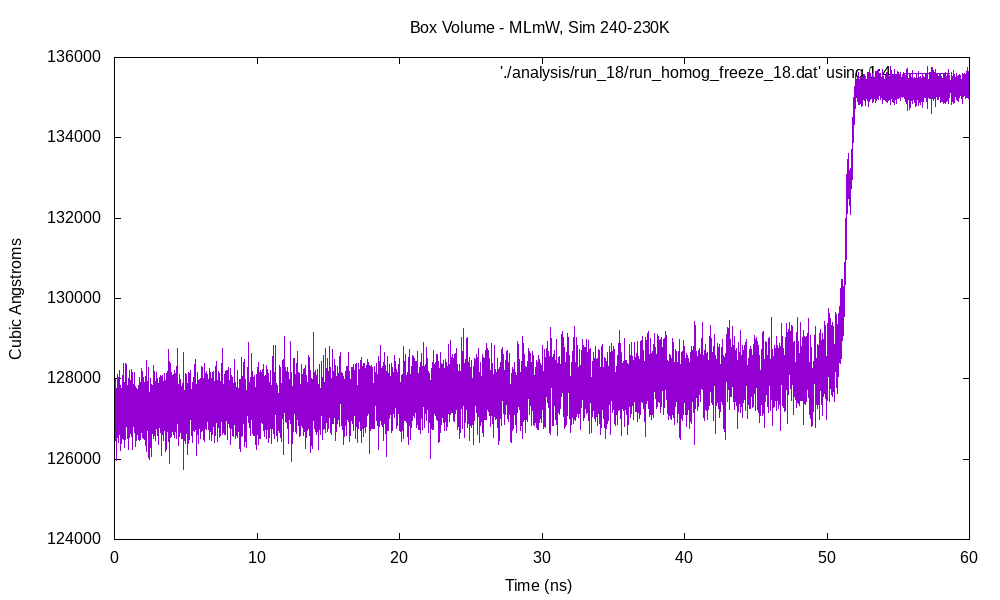 Box Volume - MLmW, Sim 240-230K
136000
'./analysis/run_18/run_homog_freeze_18.dat' using 1:4
134000
132000
130000
128000
126000
124000
Cubic Angstroms
0 10 20 30 40 50 60
Time (ns)